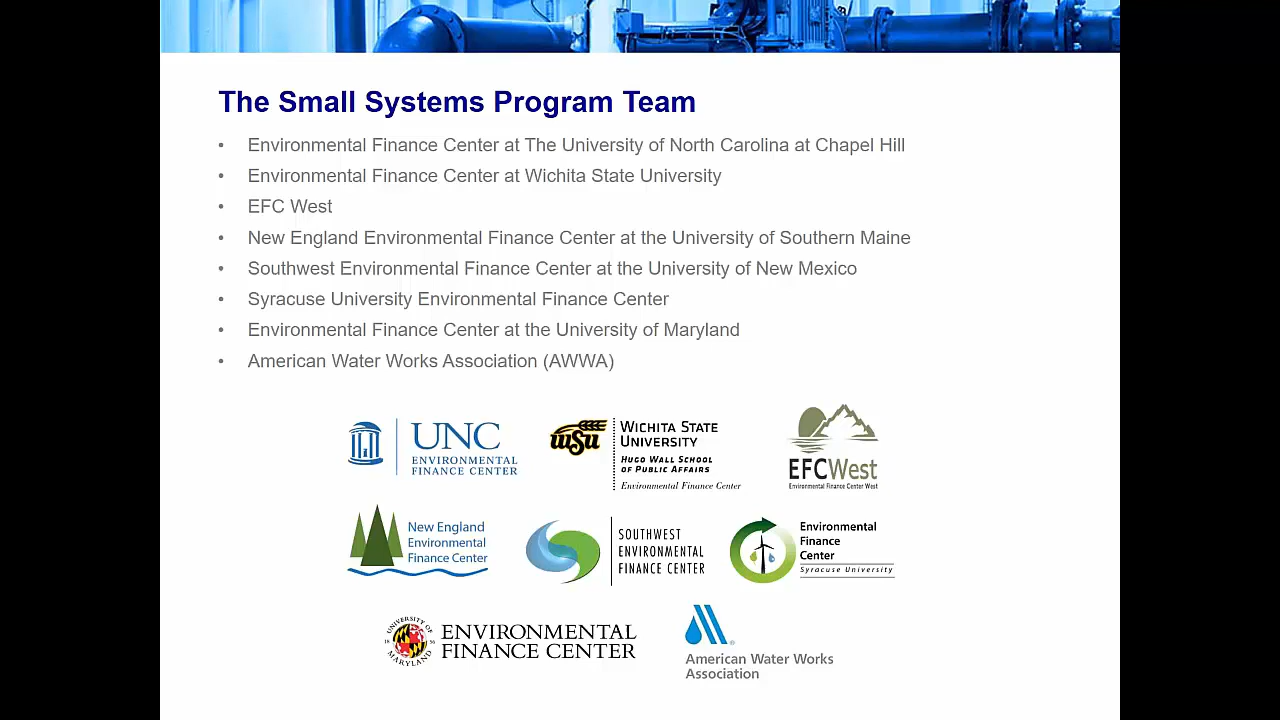 The Small Systems Program Team
• Environmental Finance Center at The University of North Carolina at Chapel Hill
• Environmental Finance Center at Wichita State University
• EFC West
• New England Environmental Finance Center at the University of Southern Maine
• Southwest Environmental Finance Center at the University of New Mexico
• Syracuse University Environmental Finance Center
• Environmental Finance Center at the University of Maryland
• American Water Works Association (AWWA)
UNC
ENVIRONMENTAL
FINANCE CENTER
WSU
WICHITA STATE
UNIVERSITY
HUGO WALL SCHOOL
OF PUBLIC AFFAIRS
Environmental Finance Center
EFCWest
Environmental Finance Center West
New England
Environmental
Finance Center
SOUTHWEST
ENVIRONMENTAL
FINANCE CENTER
Environmental
Finance
Center
Syracuse University
UNIVERSITY OF
18 56
MARYLAND
ENVIRONMENTAL
FINANCE CENTER
®
American Water Works
Association